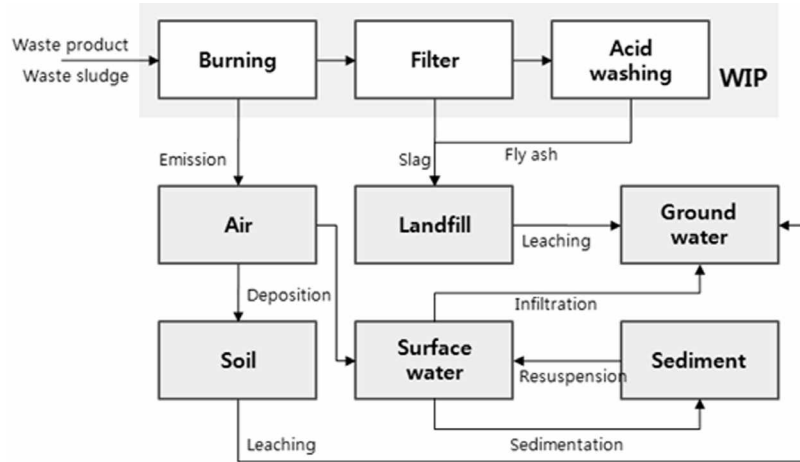 Waste product
Waste sludge
Burning
Filter
Acid
washing
WIP
Emission
Slag
Fly ash
Air
Landfill
Leaching
Ground
water
Deposition
Infiltration
Soil
Surface
water
Resuspension
Sediment
Leaching
Sedimentation